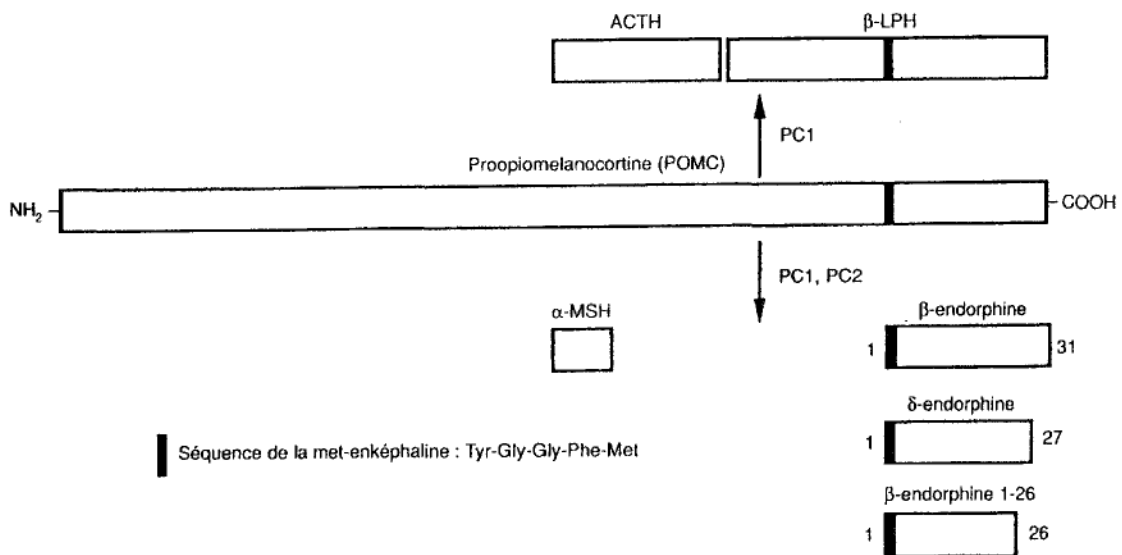 ACTH β-LPH
PC1
Proopiomelanocortine (POMC)
NH₂ COOH
PC1, PC2
α-MSH β-endorphine
1 31
δ-endorphine
1 27
Séquence de la met-enképhaline : Tyr-Gly-Gly-Phe-Met
β-endorphine 1-26
1 26